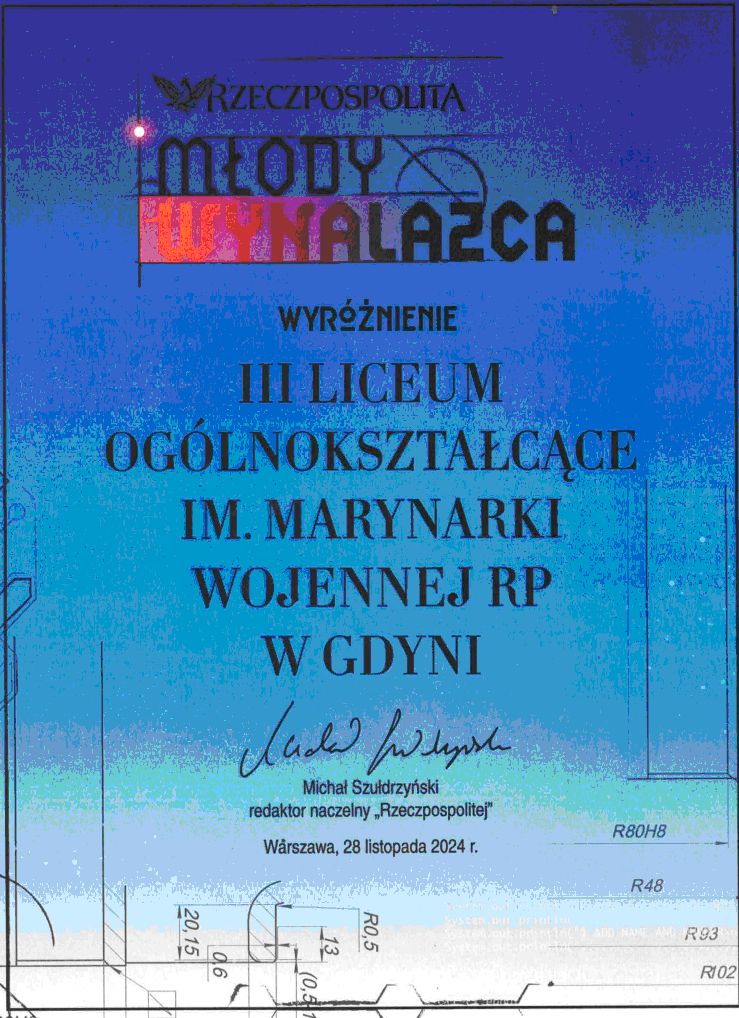 RZECZPOSPOLITA
MŁODY
WYNALAZCA
WYRÓŻNIENIE
III LICEUM
OGÓLNOKSZTAŁCĄCE
IM. MARYNARKI
WOJENNEJ RP
W GDYNI
Michał Szułdrzyński
redaktor naczelny „Rzeczpospolitej”
Warszawa, 28 listopada 2024 r.
R80H8
R48
R93
R102
20,15
0,6
13
R0,5